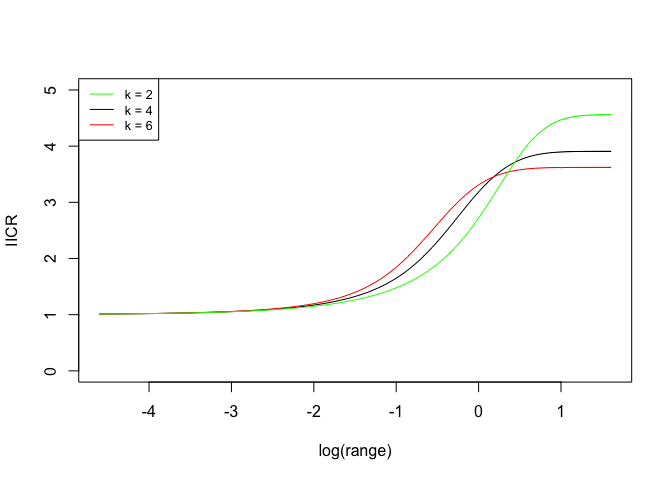 k = 2
k = 4
k = 6
IICR
0 1 2 3 4 5
-4 -3 -2 -1 0 1
log(range)